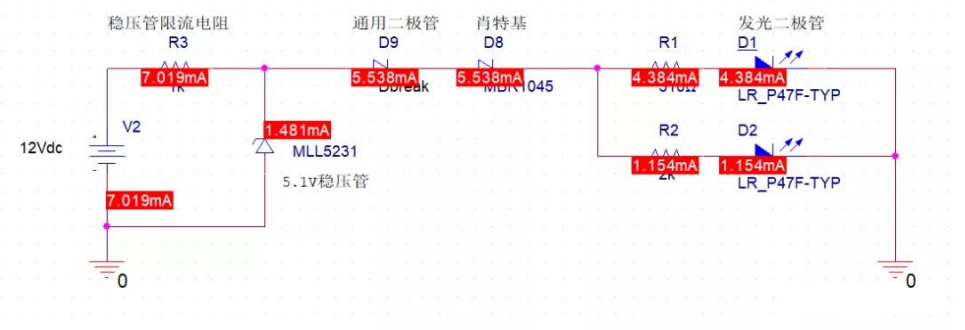 稳压管限流电阻
通用二极管
肖特基
发光二极管
R3
D9
D8
R1
D1
7.019mA
5.538mA
5.538mA
4.384mA
4.384mA
1k
Dbreak
MBR1045
510Ω
LR_P47F-TYP
V2
1.481mA
R2
D2
12Vdc
MLL5231
1.154mA
1.154mA
5.1V稳压管
2k
LR_P47F-TYP
7.019mA
0
0